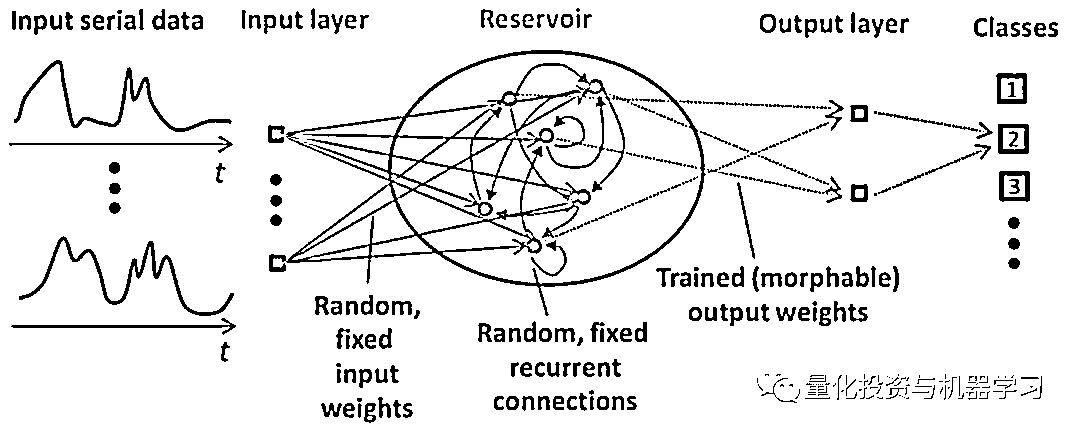 Input serial data
Input layer
Reservoir
Output layer
Classes
1
2
3
t
t
Random,
fixed
input
weights
Random, fixed
recurrent
connections
Trained (morphable)
output weights
量化投资与机器学习